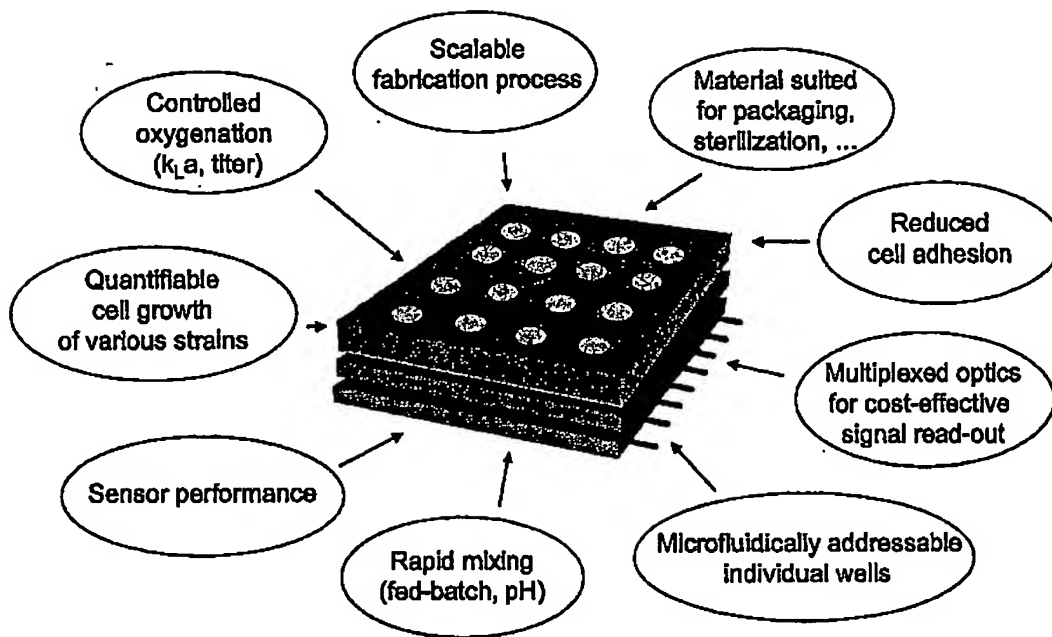 Scalable
fabrication process
Controlled
oxygenation
(kLa, titer)
Material suited
for packaging,
sterilization, ...
Reduced
cell adhesion
Quantifiable
cell growth
of various strains
Multiplexed optics
for cost-effective
signal read-out
Sensor performance
Rapid mixing
(fed-batch, pH)
Microfluidically addressable
individual wells